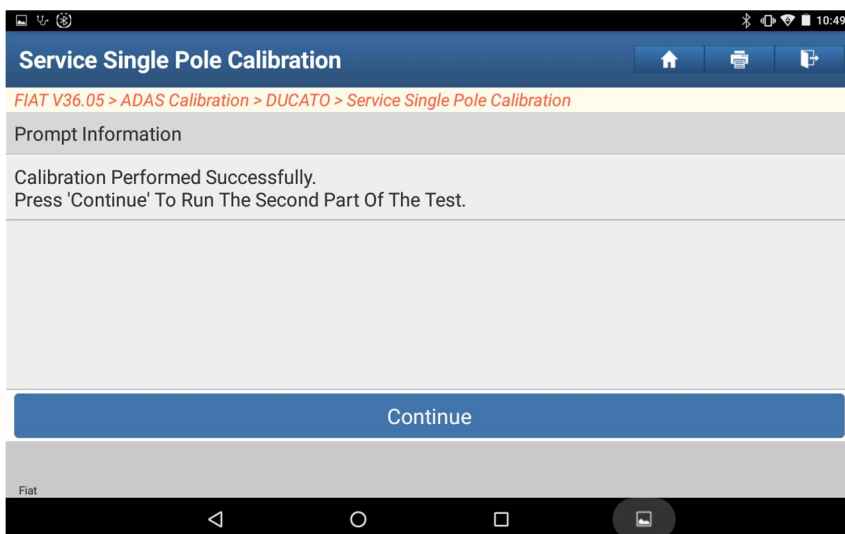 10:49
Service Single Pole Calibration
FIAT V36.05 > ADAS Calibration > DUCATO > Service Single Pole Calibration
Prompt Information
Calibration Performed Successfully.
Press 'Continue' To Run The Second Part Of The Test.
Continue
Fiat